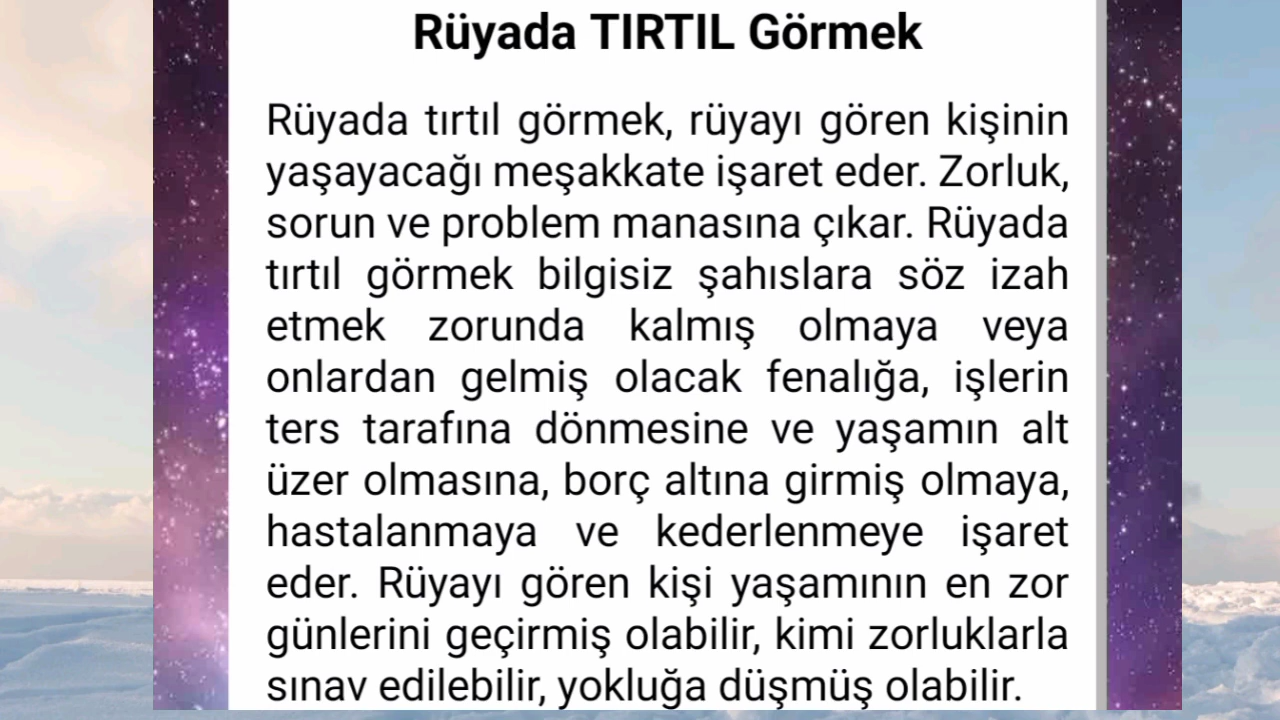 Rüyada TIRTIL Görmek
Rüyada tırtıl görmek, rüyayı gören kişinin
yaşayacağı meşakkate işaret eder. Zorluk,
sorun ve problem manasına çıkar. Rüyada
tırtıl görmek bilgisiz şahıslara söz izah
etmek zorunda kalmış olmaya veya
onlardan gelmiş olacak fenalığa, işlerin
ters tarafına dönmesine ve yaşamın alt
üzer olmasına, borç altına girmiş olmaya,
hastalanmaya ve kederlenmeye işaret
eder. Rüyayı gören kişi yaşamının en zor
günlerini geçirmiş olabilir, kimi zorluklarla
sınav edilebilir, yokluğa düşmüş olabilir.